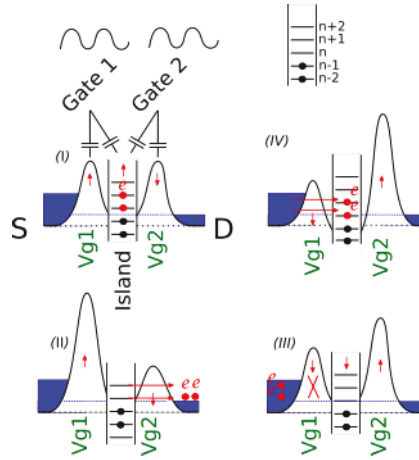 Gate 1
Gate 2
n+2
n+1
n
n-1
n-2
(I)
e
e
S
D
Vg1
Island
Vg2
(IV)
e
e
Vg1
Vg2
(II)
e e
Vg1
Vg2
(III)
e
e
Vg1
Vg2